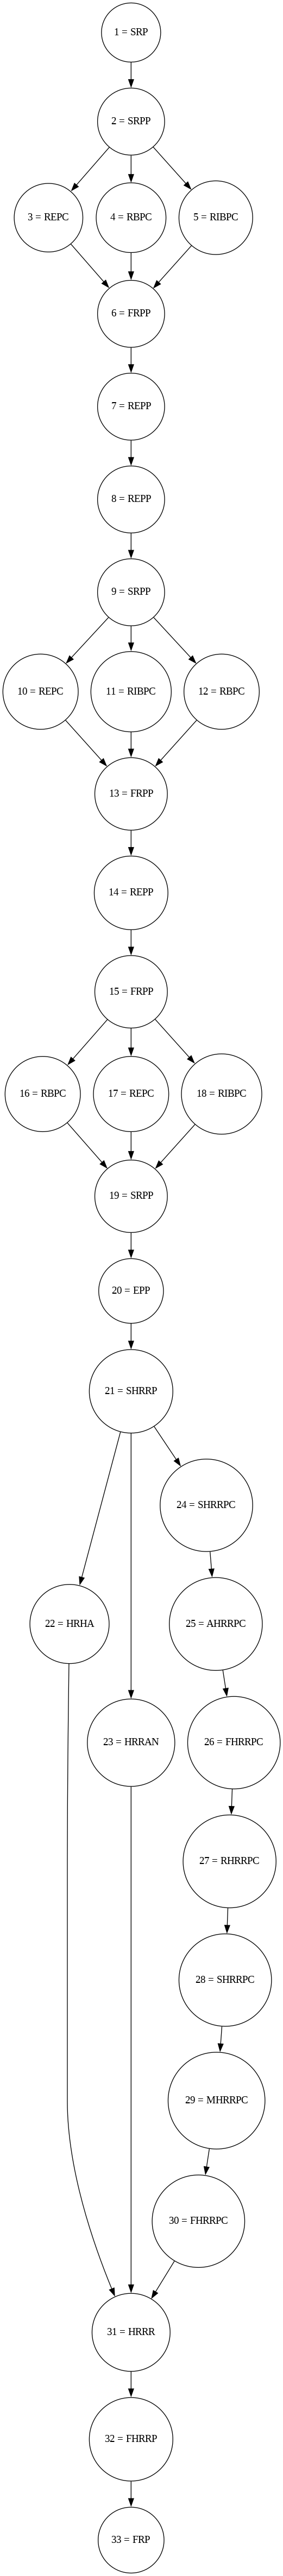 1 = SRP
2 = SRPP
3 = REPC
4 = RBPC
5 = RIBPC
6 = FRPP
7 = REPP
8 = REPP
9 = SRPP
10 = REPC
11 = RIBPC
12 = RBPC
13 = FRPP
14 = REPP
15 = FRPP
16 = RBPC
17 = REPC
18 = RIBPC
19 = SRPP
20 = EPP
21 = SHRRP
24 = SHRRPC
22 = HRHA
25 = AHRRPC
23 = HRRAN
26 = FHRRPC
27 = RHRRPC
28 = SHRRPC
29 = MHRRPC
30 = FHRRPC
31 = HRRR
32 = FHRRP
33 = FRP